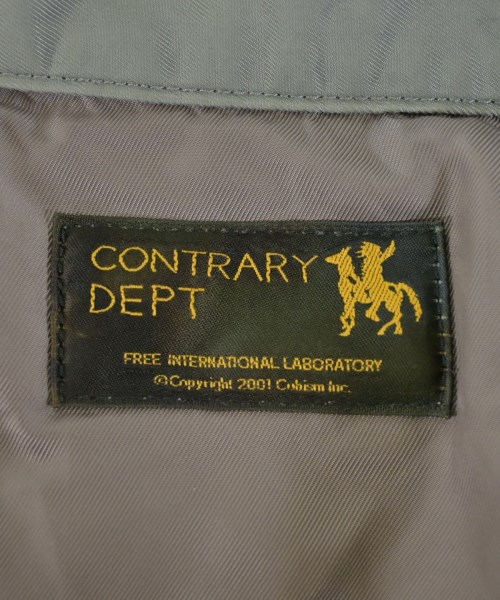 CONTRARY
DEPT
FREE INTERNATIONAL LABORATORY
©Copyright 2001 Cubism Inc.